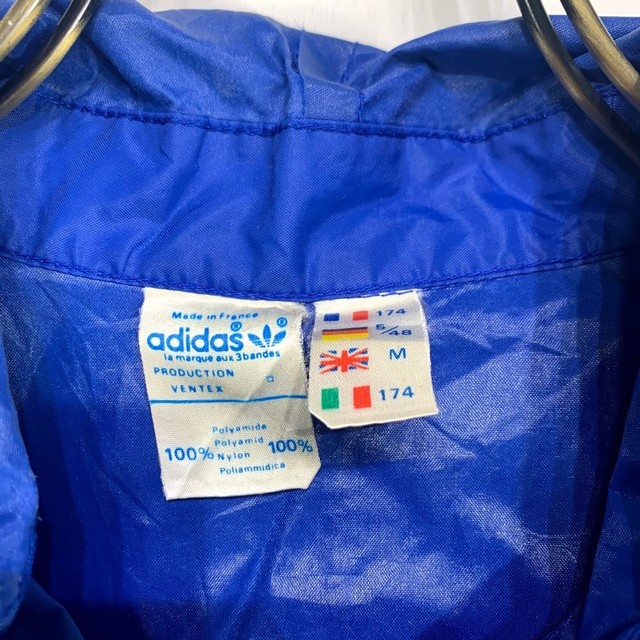 Made in France
adidas®
la marque aux 3 bandes
PRODUCTION
VENTEX
Polyamide
Polyamid
100% Nylon 100%
Poliammidica
174
5/48
M
174